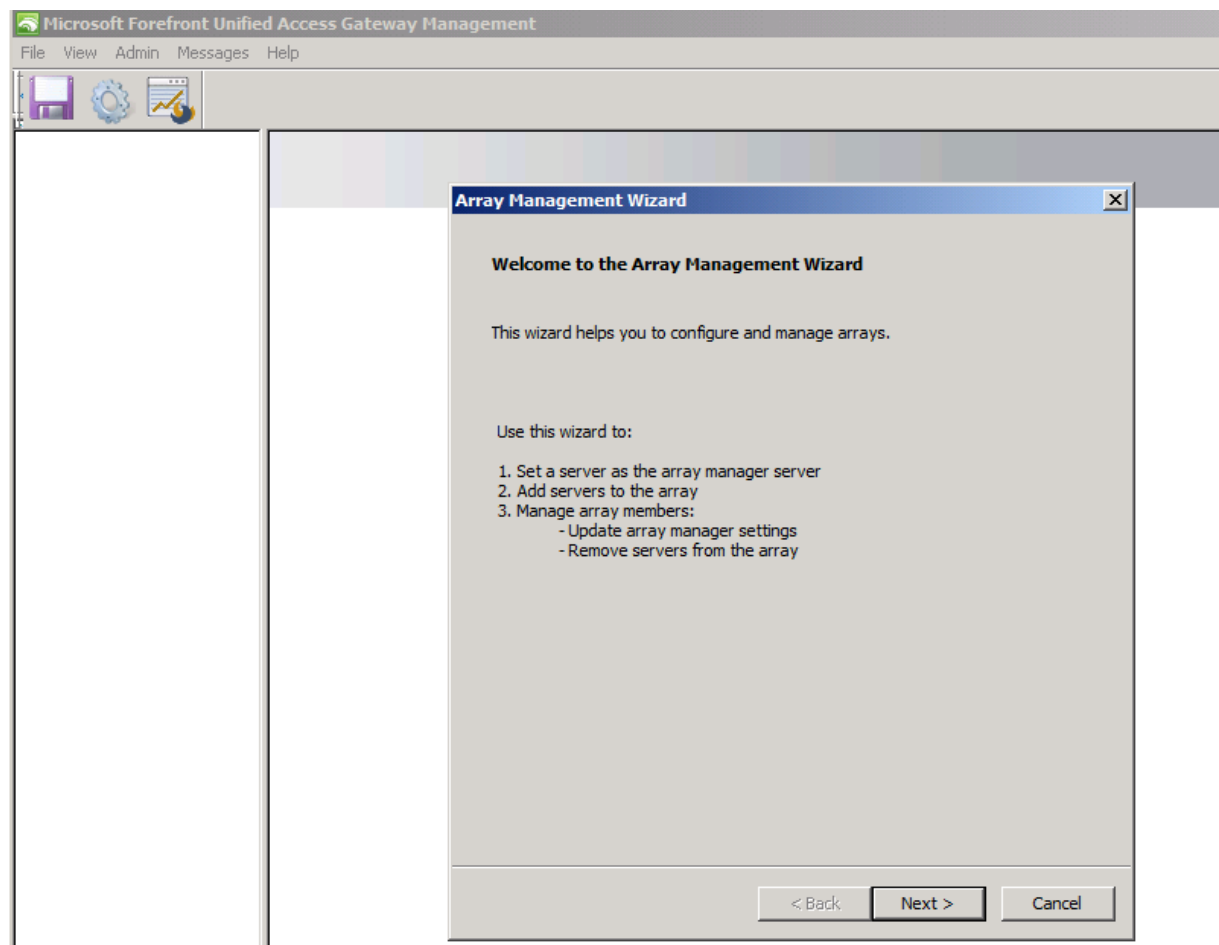 Microsoft Forefront Unified Access Gateway Management
File View Admin Messages Help
Array Management Wizard
Welcome to the Array Management Wizard
This wizard helps you to configure and manage arrays.
Use this wizard to:
1. Set a server as the array manager server
2. Add servers to the array
3. Manage array members:
- Update array manager settings
- Remove servers from the array
< Back Next > Cancel